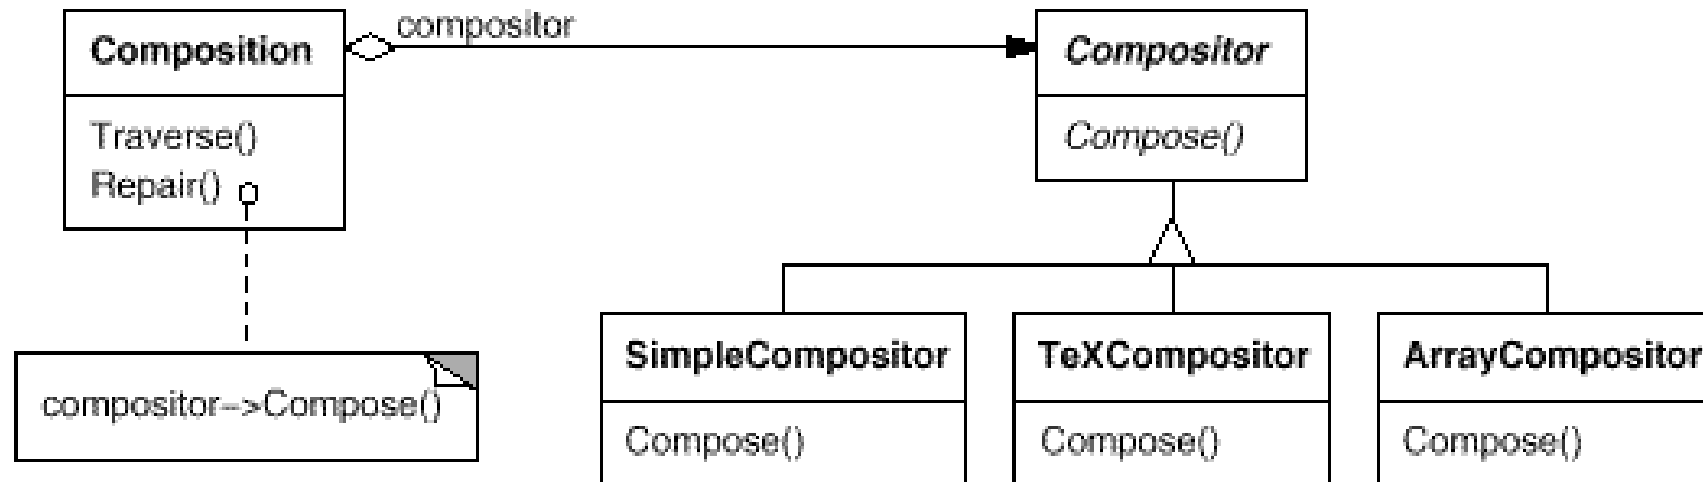 Composition
Traverse()
Repair()
compositor
Compositor
Compose()
compositor->Compose()
SimpleCompositor
Compose()
TeXCompositor
Compose()
ArrayCompositor
Compose()